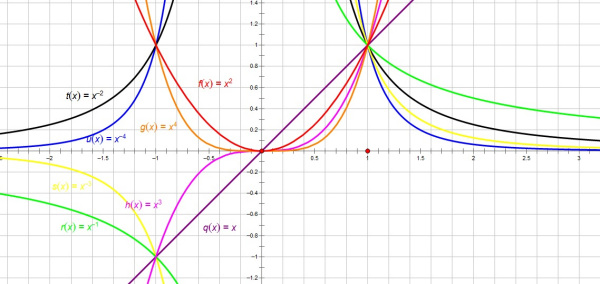 1.4
1.2
1
0.8
0.6
0.4
0.2
-0.2
-0.4
-0.6
-0.8
-1
-1.2
-2 -1.5 -1 -0.5 0.5 1 1.5 2 2.5 3
t(x) = x⁻²
f(x) = x²
g(x) = x⁴
u(x) = x⁻⁴
h(x) = x³
r(x) = x⁻¹
q(x) = x